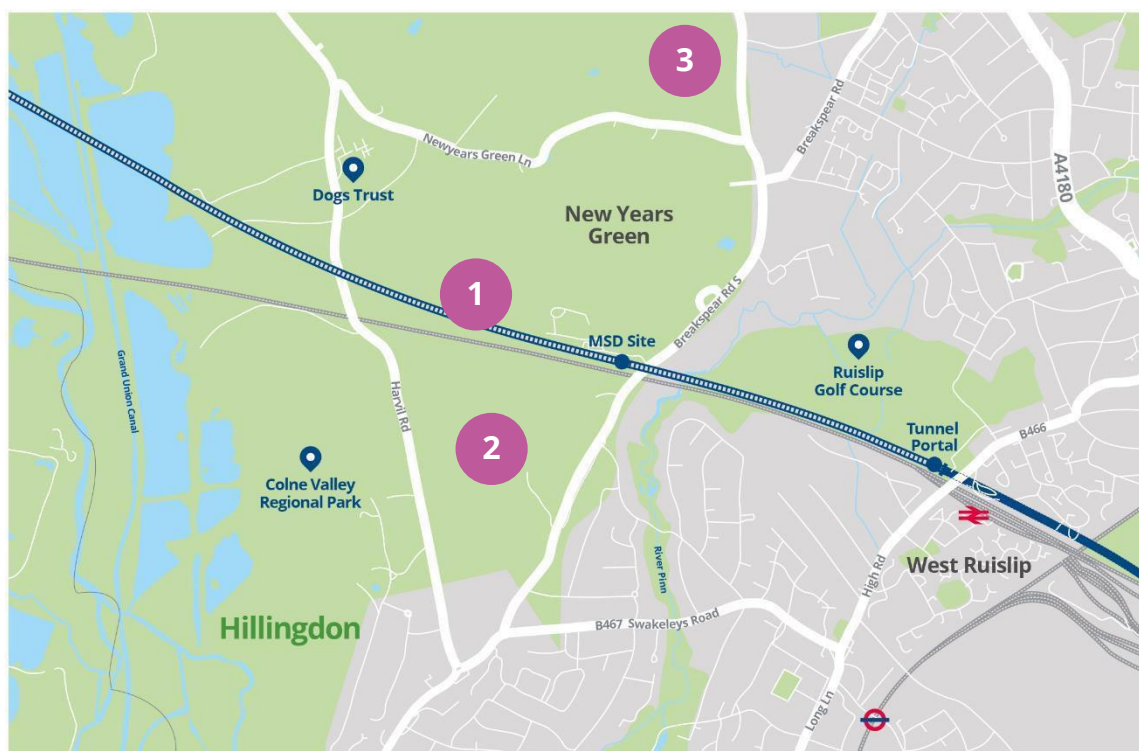 3
Breakspear Rd
A4180
Newyears Green Ln
Dogs Trust
New Years
Green
1
Breakspear Rd S
MSD Site
Ruislip
Golf Course
Grand Union Canal
Harvil Rd
Tunnel
Portal
B466
2
Colne Valley
Regional Park
River Pinn
High Rd
West Ruislip
Hillingdon
B467 Swakeleys Road
Long Ln